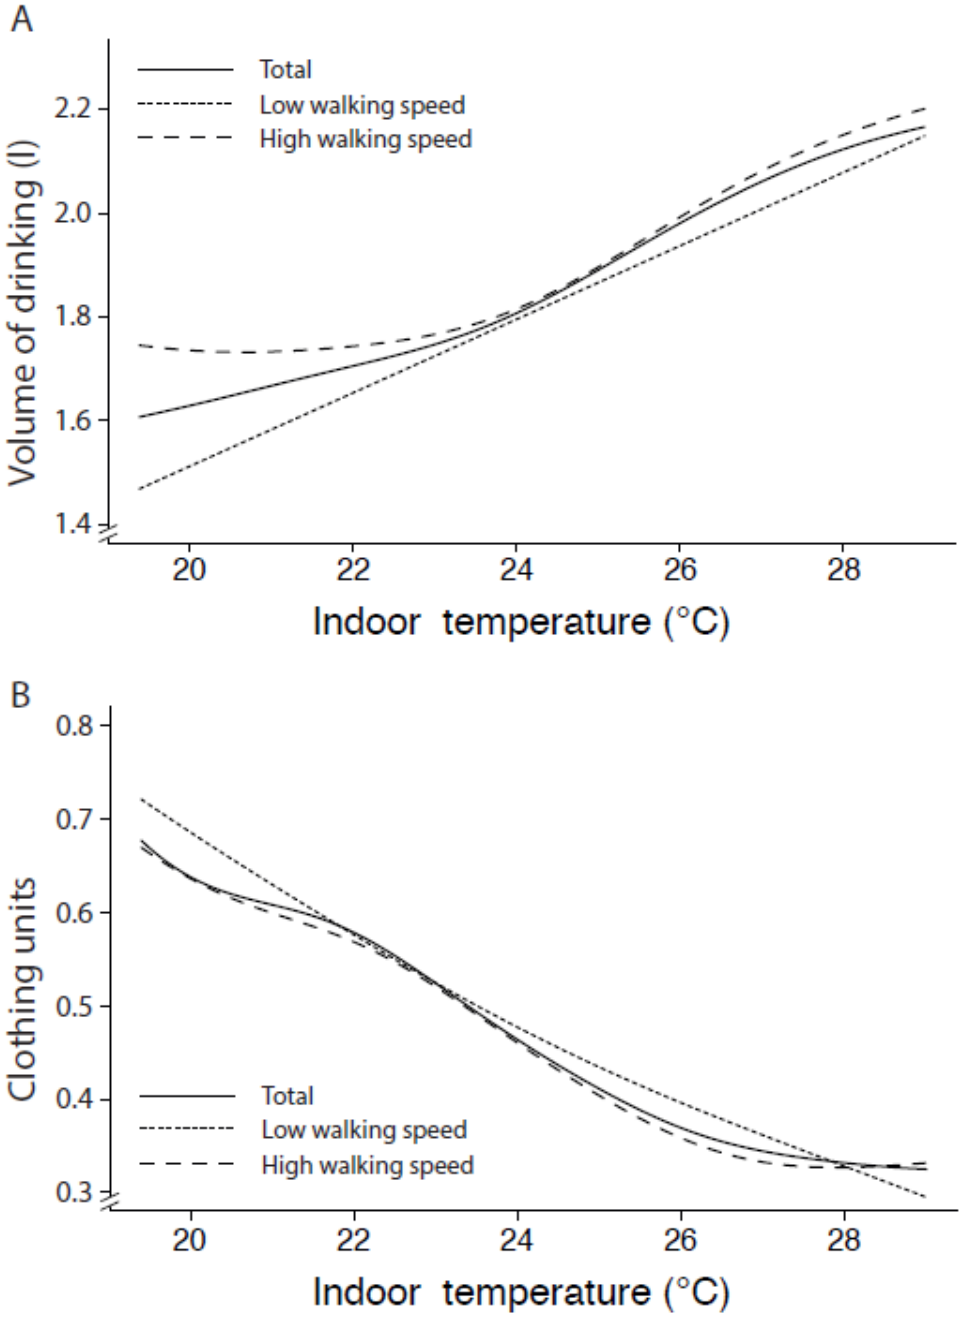 A
Total
Low walking speed
High walking speed
2.2
2.0
1.8
1.6
1.4
Volume of drinking (l)
20 22 24 26 28
Indoor temperature (°C)
B
0.8
0.7
0.6
0.5
0.4
0.3
Clothing units
Total
Low walking speed
High walking speed
20 22 24 26 28
Indoor temperature (°C)